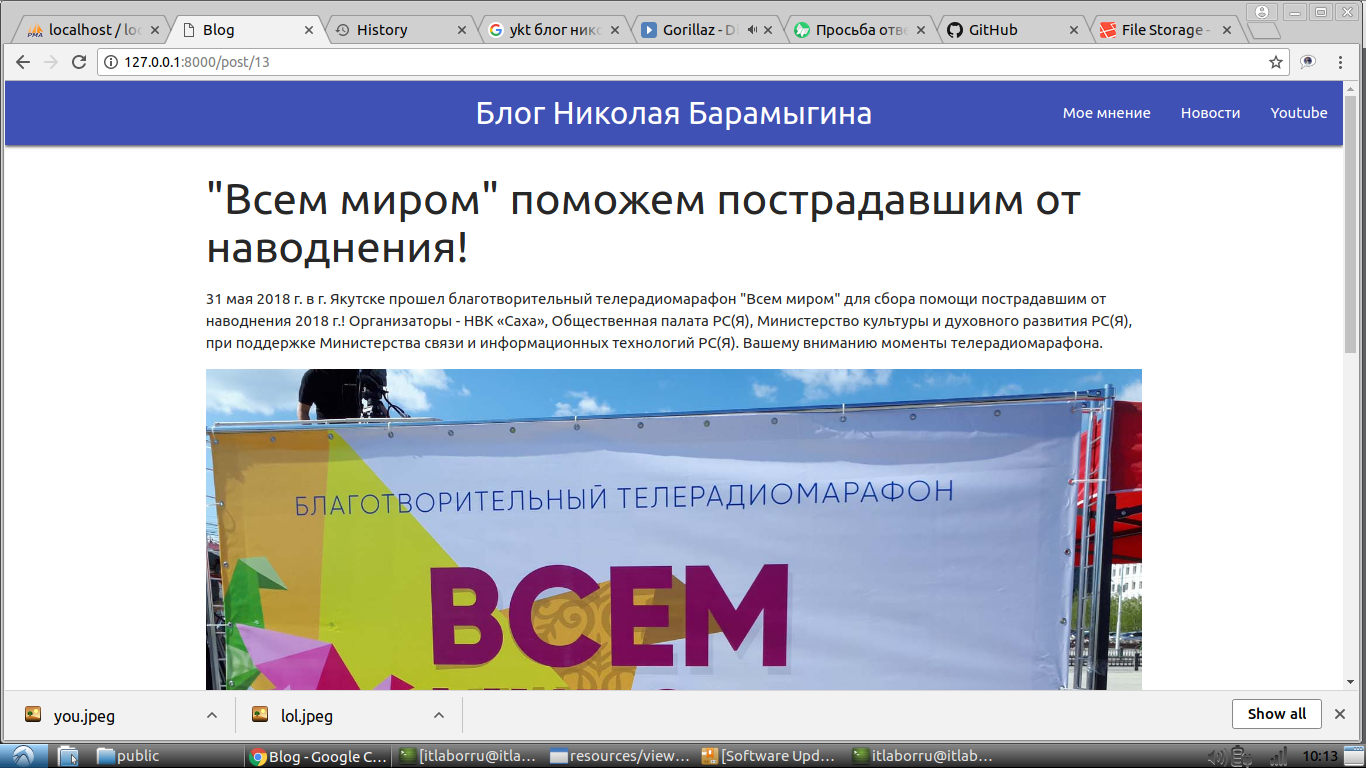 localhost / loc
Blog
History
ykt блог нико
Gorillaz - D
Просьба отве
GitHub
File Storage -
127.0.0.1:8000/post/13
Блог Николая Барамыгина
Мое мнение
Новости
Youtube
"Всем миром" поможем пострадавшим от
наводнения!
31 мая 2018 г. в г. Якутске прошел благотворительный телерадиомарафон "Всем миром" для сбора помощи пострадавшим от
наводнения 2018 г.! Организаторы - НВК «Саха», Общественная палата РС(Я), Министерство культуры и духовного развития РС(Я),
при поддержке Министерства связи и информационных технологий РС(Я). Вашему вниманию моменты телерадиомарафона.
БЛАГОТВОРИТЕЛЬНЫЙ ТЕЛЕРАДИОМАРАФОН
ВСЕМ
you.jpeg
lol.jpeg
Show all
public
Blog - Google C...
[itlaborru@itla...
resources/view...
[Software Upd...
itlaborru@itlab...
10:13